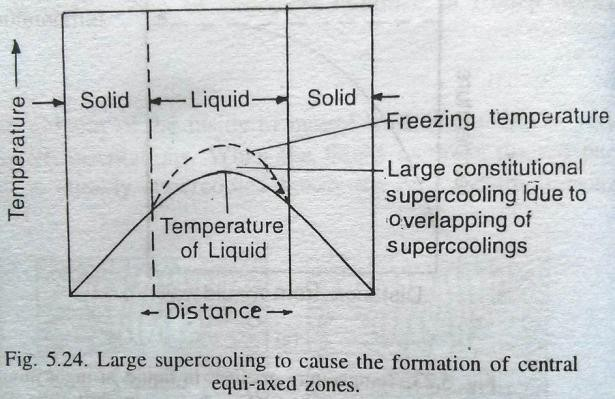 Temperature
Solid
Liquid
Solid
Freezing temperature
Large constitutional
supercooling due to
overlapping of
supercoolings
Temperature
of Liquid
Distance
Fig. 5.24. Large supercooling to cause the formation of central
equi-axed zones.